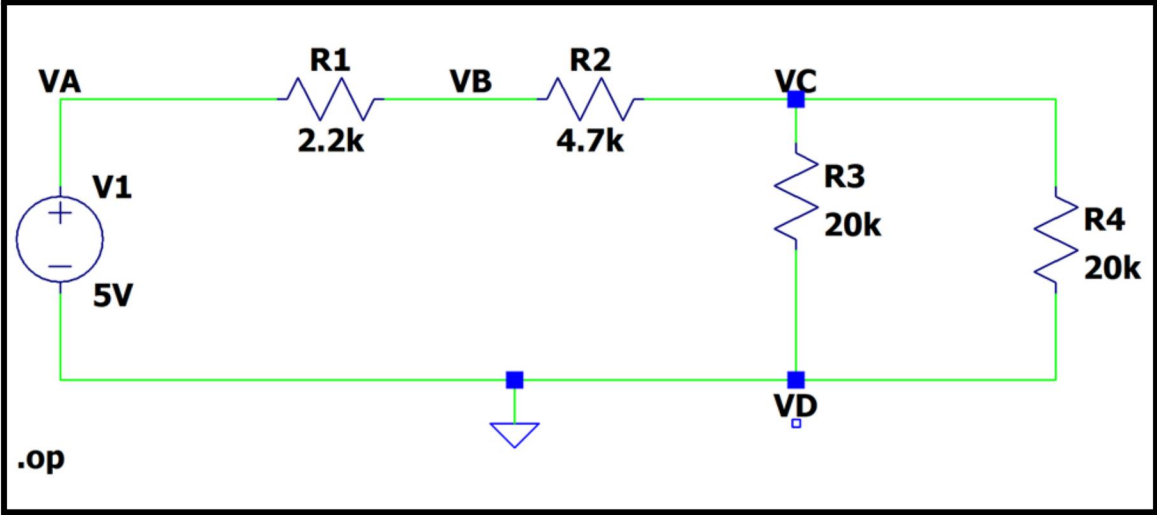 VA
R1
2.2k
VB
R2
4.7k
VC
V1
+
−
5V
R3
20k
R4
20k
VD
.op